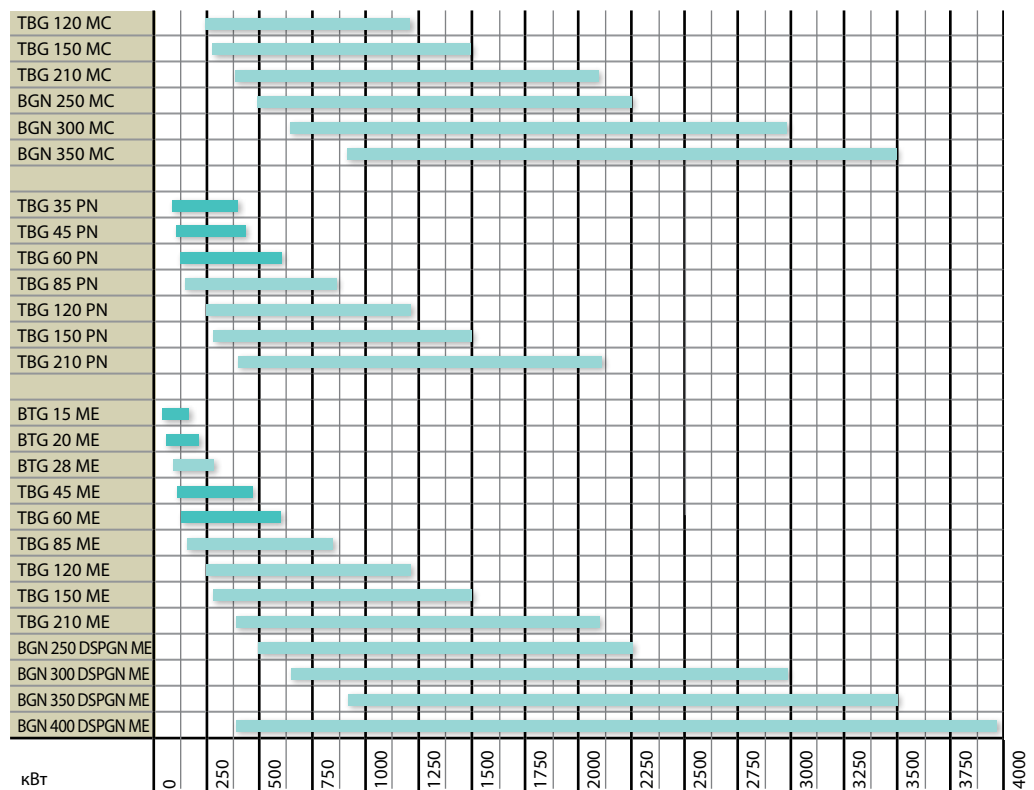 TBG 120 MC
TBG 150 MC
TBG 210 MC
BGN 250 MC
BGN 300 MC
BGN 350 MC
TBG 35 PN
TBG 45 PN
TBG 60 PN
TBG 85 PN
TBG 120 PN
TBG 150 PN
TBG 210 PN
BTG 15 ME
BTG 20 ME
BTG 28 ME
TBG 45 ME
TBG 60 ME
TBG 85 ME
TBG 120 ME
TBG 150 ME
TBG 210 ME
BGN 250 DSPGN ME
BGN 300 DSPGN ME
BGN 350 DSPGN ME
BGN 400 DSPGN ME
кВт 0 250 500 750 1000 1250 1500 1750 2000 2250 2500 2750 3000 3250 3500 3750 4000